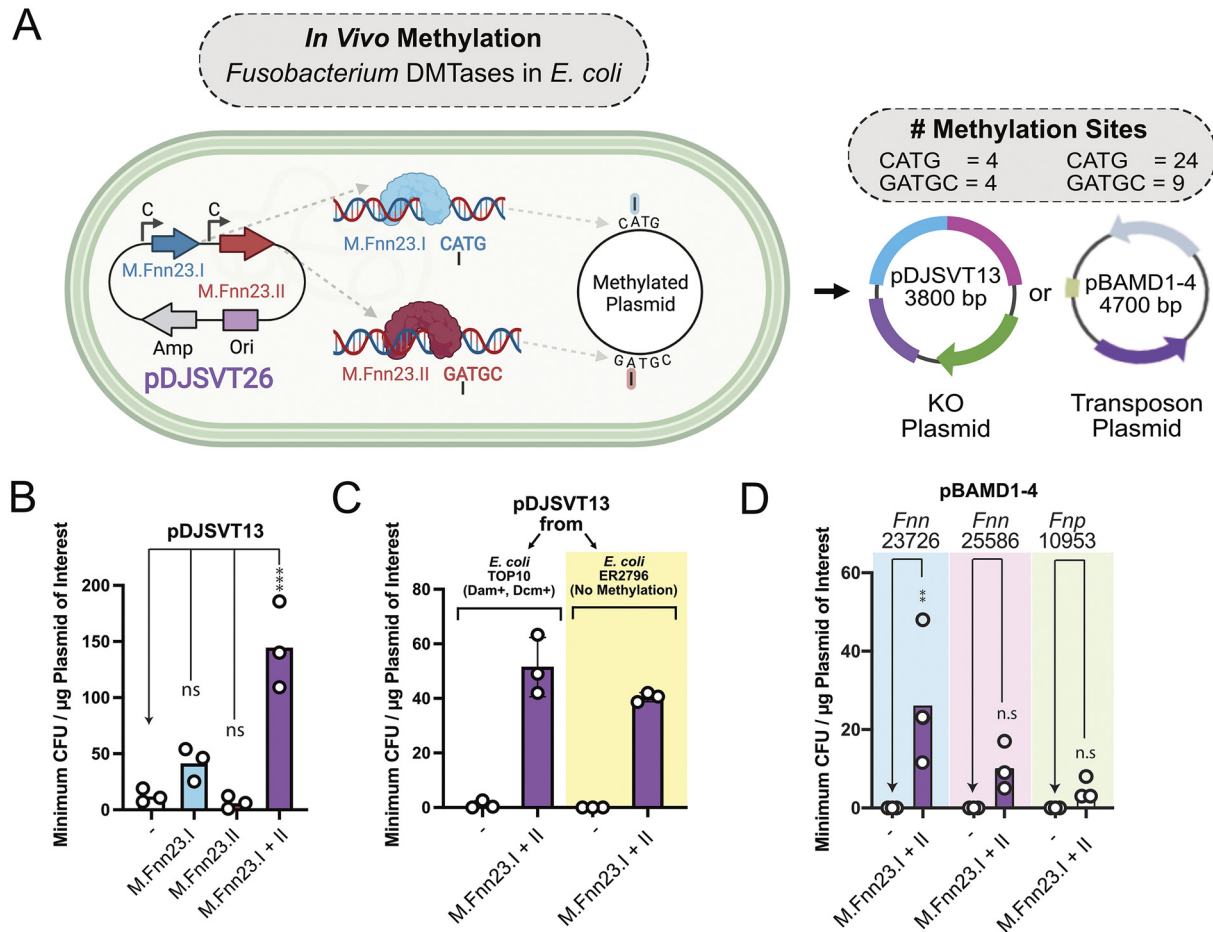 A
In Vivo Methylation
Fusobacterium DMTases in E. coli
# Methylation Sites
CATG = 4
GATGC = 4
CATG = 24
GATGC = 9
C
C
M.Fnn23.I
M.Fnn23.II
Amp
Ori
pDJSVT26
M.Fnn23.I CATG
I
M.Fnn23.II GATGC
I
I
CATG
Methylated
Plasmid
GATGC
I
pDJSVT13
3800 bp
or
pBAMD1-4
4700 bp
KO
Plasmid
Transposon
Plasmid
B
pDJSVT13
Minimum CFU / µg Plasmid of Interest
200
150
100
50
0
ns
ns
***
-
M.Fnn23.I
M.Fnn23.II
M.Fnn23.I + II
C
pDJSVT13
from
E. coli
TOP10
(Dam+, Dcm+)
E. coli
ER2796
(No Methylation)
Minimum CFU / µg Plasmid of Interest
80
60
40
20
0
-
M.Fnn23.I + II
-
M.Fnn23.I + II
D
pBAMD1-4
Fnn
23726
Fnn
25586
Fnp
10953
Minimum CFU / µg Plasmid of Interest
60
40
20
0
**
n.s
n.s
-
M.Fnn23.I + II
-
M.Fnn23.I + II
-
M.Fnn23.I + II